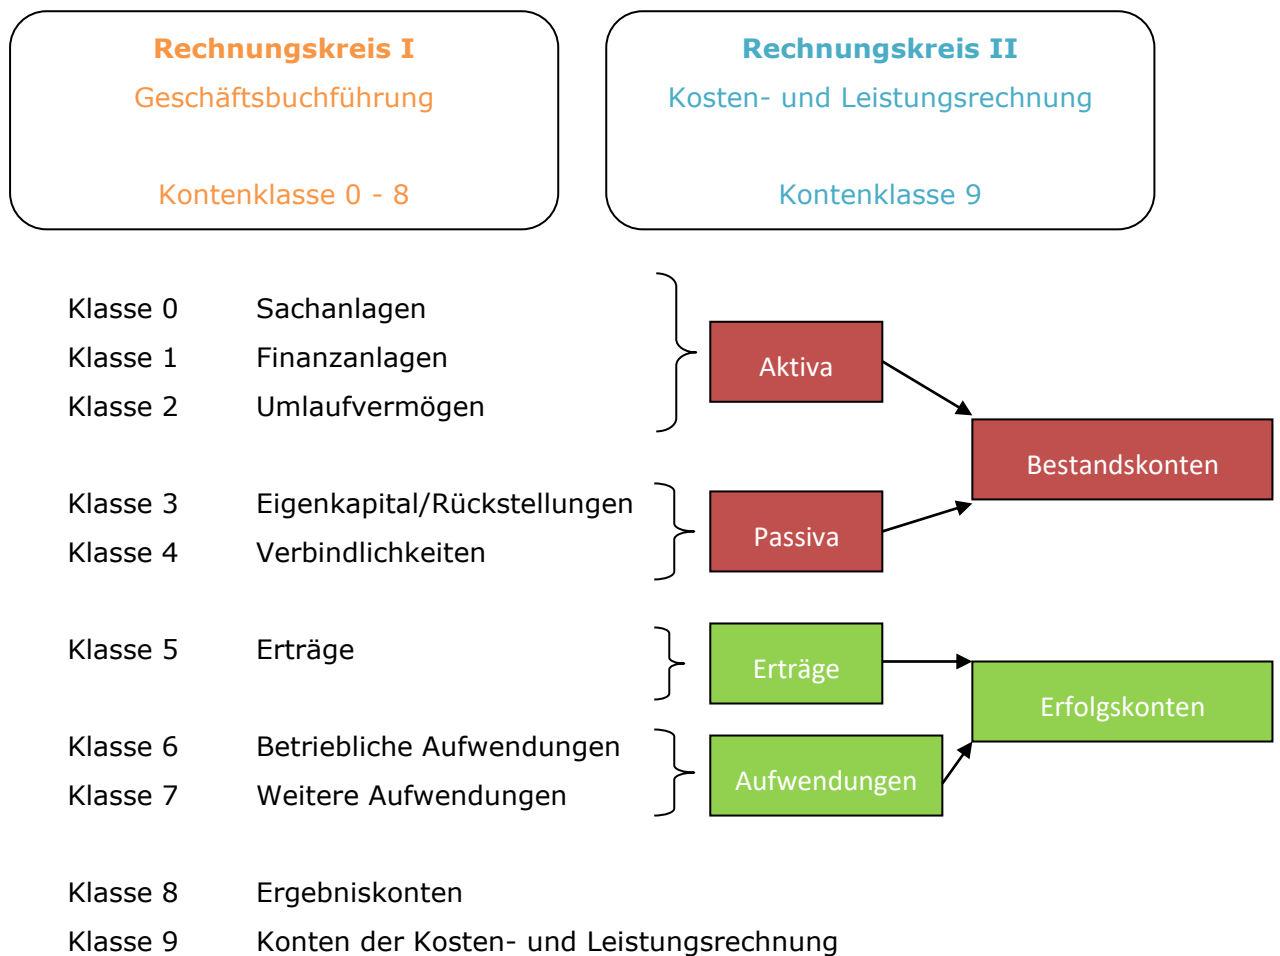 Rechnungskreis I
Geschäftsbuchführung
Kontenklasse 0 - 8
Rechnungskreis II
Kosten- und Leistungsrechnung
Kontenklasse 9
Klasse 0 Sachanlagen
Klasse 1 Finanzanlagen
Klasse 2 Umlaufvermögen
Aktiva
Bestandskonten
Klasse 3 Eigenkapital/Rückstellungen
Klasse 4 Verbindlichkeiten
Passiva
Klasse 5 Erträge
Erträge
Erfolgskonten
Klasse 6 Betriebliche Aufwendungen
Klasse 7 Weitere Aufwendungen
Aufwendungen
Klasse 8 Ergebniskonten
Klasse 9 Konten der Kosten- und Leistungsrechnung